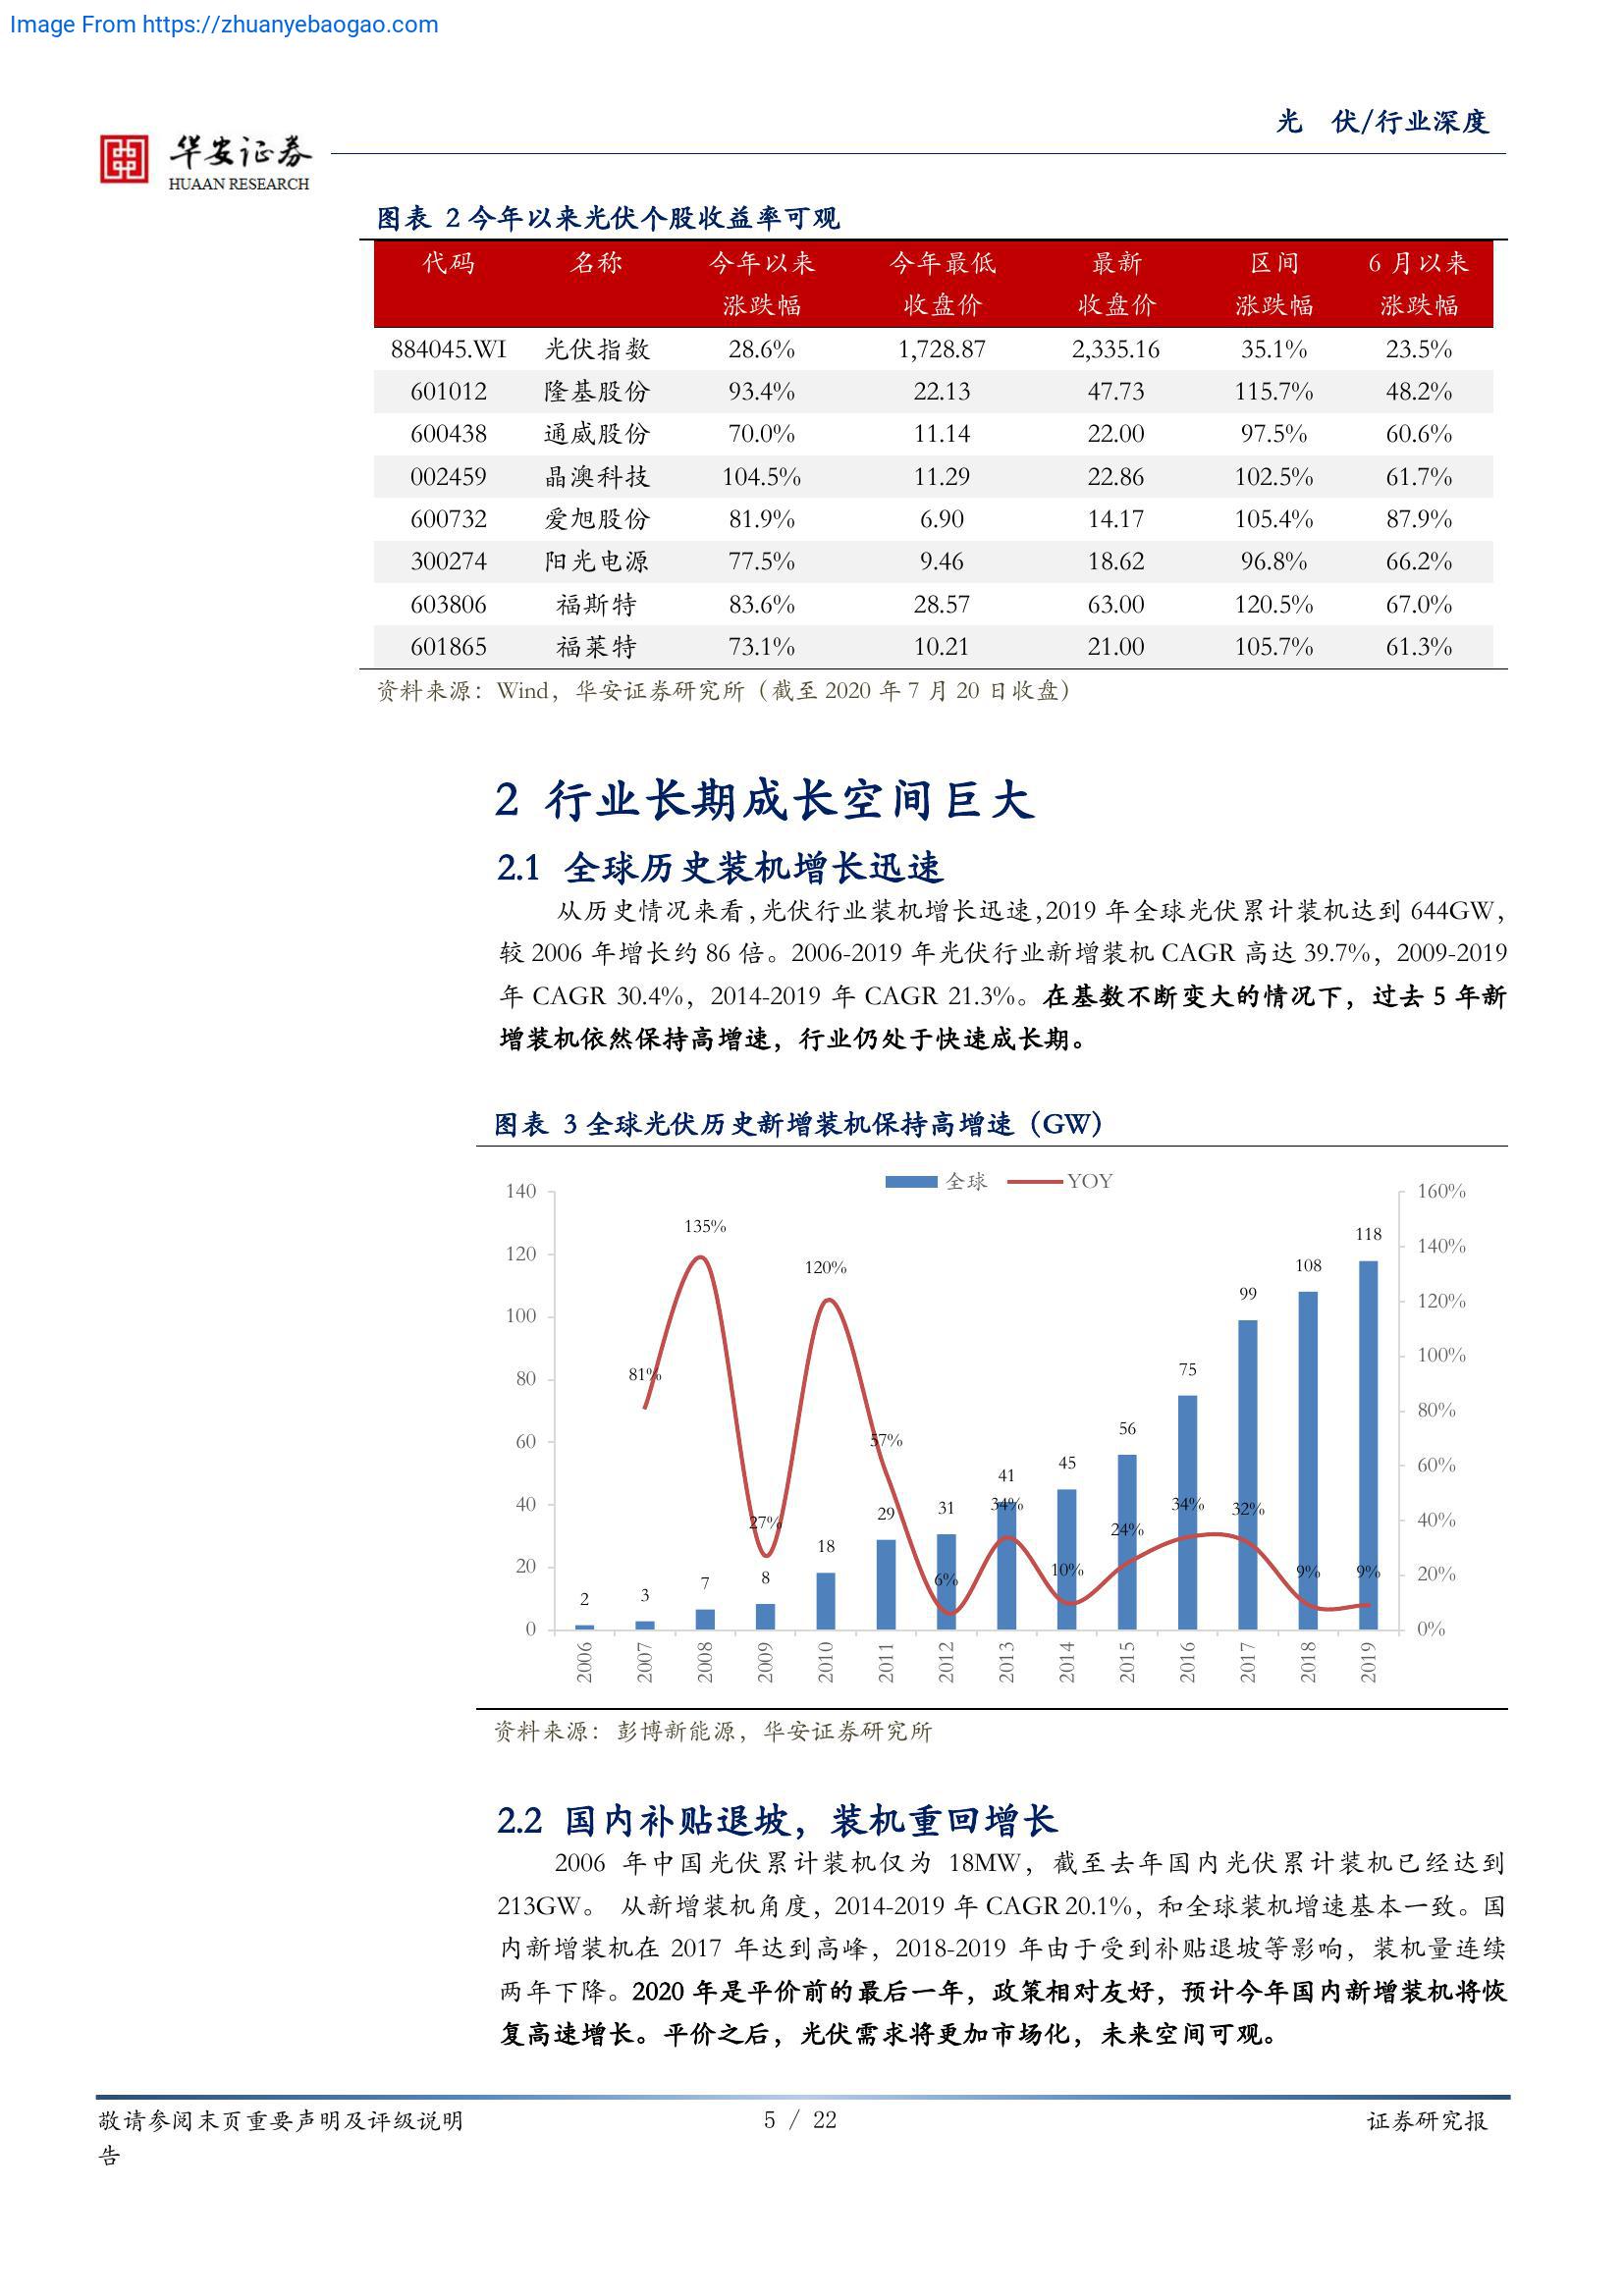 Image From https://zhuanyebaogao.com
光　伏/行业深度
华安证券
HUAAN RESEARCH
图表 2 今年以来光伏个股收益率可观
代码 名称 今年以来 今年最低 最新 区间 6 月以来
涨跌幅 收盘价 收盘价 涨跌幅 涨跌幅
884045.WI 光伏指数 28.6% 1,728.87 2,335.16 35.1% 23.5%
601012 隆基股份 93.4% 22.13 47.73 115.7% 48.2%
600438 通威股份 70.0% 11.14 22.00 97.5% 60.6%
002459 晶澳科技 104.5% 11.29 22.86 102.5% 61.7%
600732 爱旭股份 81.9% 6.90 14.17 105.4% 87.9%
300274 阳光电源 77.5% 9.46 18.62 96.8% 66.2%
603806 福斯特 83.6% 28.57 63.00 120.5% 67.0%
601865 福莱特 73.1% 10.21 21.00 105.7% 61.3%
资料来源：Wind，华安证券研究所（截至 2020 年 7 月 20 日收盘）
2 行业长期成长空间巨大
2.1 全球历史装机增长迅速
从历史情况来看，光伏行业装机增长迅速，2019 年全球光伏累计装机达到 644GW，
较 2006 年增长约 86 倍。2006-2019 年光伏行业新增装机 CAGR 高达 39.7%，2009-2019
年 CAGR 30.4%，2014-2019 年 CAGR 21.3%。在基数不断变大的情况下，过去 5 年新
增装机依然保持高增速，行业仍处于快速成长期。
图表 3 全球光伏历史新增装机保持高增速（GW）
全球 YOY
140 160%
120 140%
100 120%
80 100%
60 80%
40 60%
20 40%
0 20%
0%
135%
120%
81%
57%
27%
6%
34%
10%
24%
34%
32%
9%
9%
2 3 7 8 18 29 31 41 45 56 75 99 108 118
2006 2007 2008 2009 2010 2011 2012 2013 2014 2015 2016 2017 2018 2019
资料来源：彭博新能源，华安证券研究所
2.2 国内补贴退坡，装机重回增长
2006 年中国光伏累计装机仅为 18MW，截至去年国内光伏累计装机已经达到
213GW。 从新增装机角度，2014-2019 年 CAGR 20.1%，和全球装机增速基本一致。国
内新增装机在 2017 年达到高峰，2018-2019 年由于受到补贴退坡等影响，装机量连续
两年下降。2020 年是平价前的最后一年，政策相对友好，预计今年国内新增装机将恢
复高速增长。平价之后，光伏需求将更加市场化，未来空间可观。
敬请参阅末页重要声明及评级说明 5 / 22 证券研究报
告